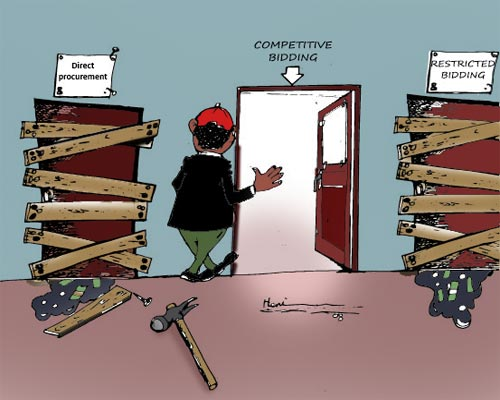 Direct
procurement
COMPETITIVE
BIDDING
RESTRICTED
BIDDING